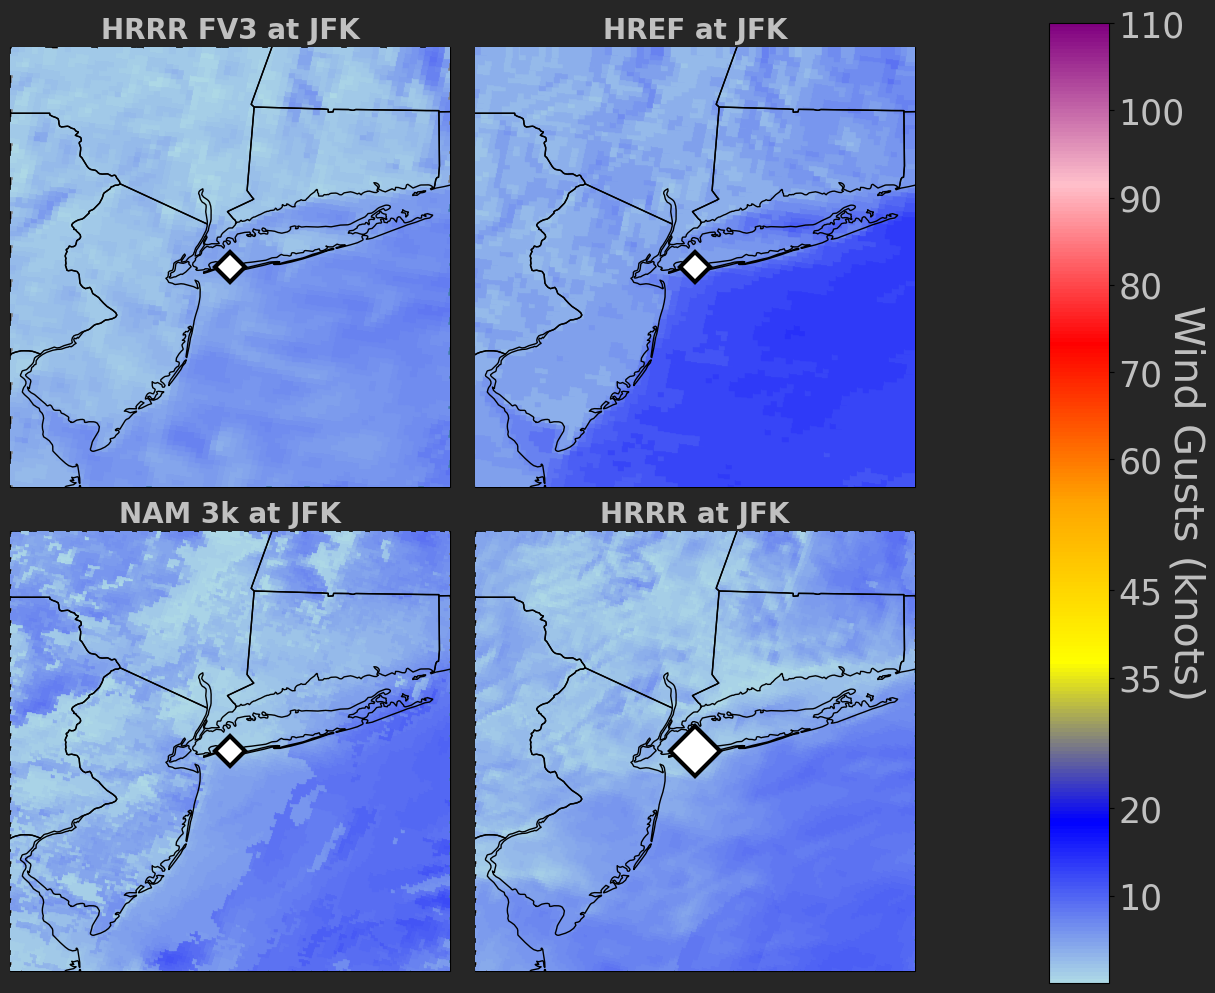 HRRR FV3 at JFK
HREF at JFK
NAM 3k at JFK
HRRR at JFK
110
100
90
80
70
60
45
35
20
10
Wind Gusts (knots)